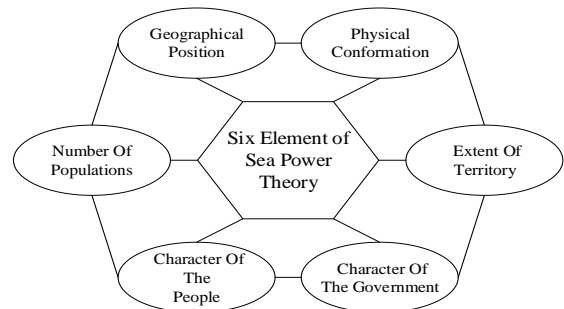 Geographical
Position
Physical
Conformation
Number Of
Populations
Six Element of
Sea Power
Theory
Extent Of
Territory
Character Of
The
People
Character Of
The Government